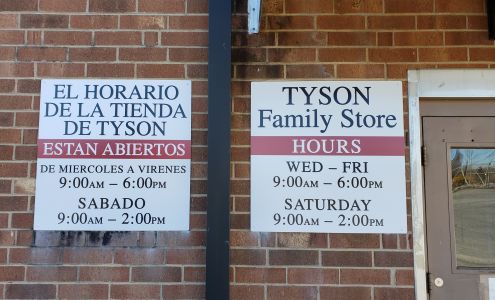 EL HORARIO
DE LA TIENDA
DE TYSON
ESTAN ABIERTOS
DE MIERCOLES A VIRENES
9:00AM – 6:00PM
SABADO
9:00AM – 2:00PM
TYSON
Family Store
HOURS
WED – FRI
9:00AM – 6:00PM
SATURDAY
9:00AM – 2:00PM